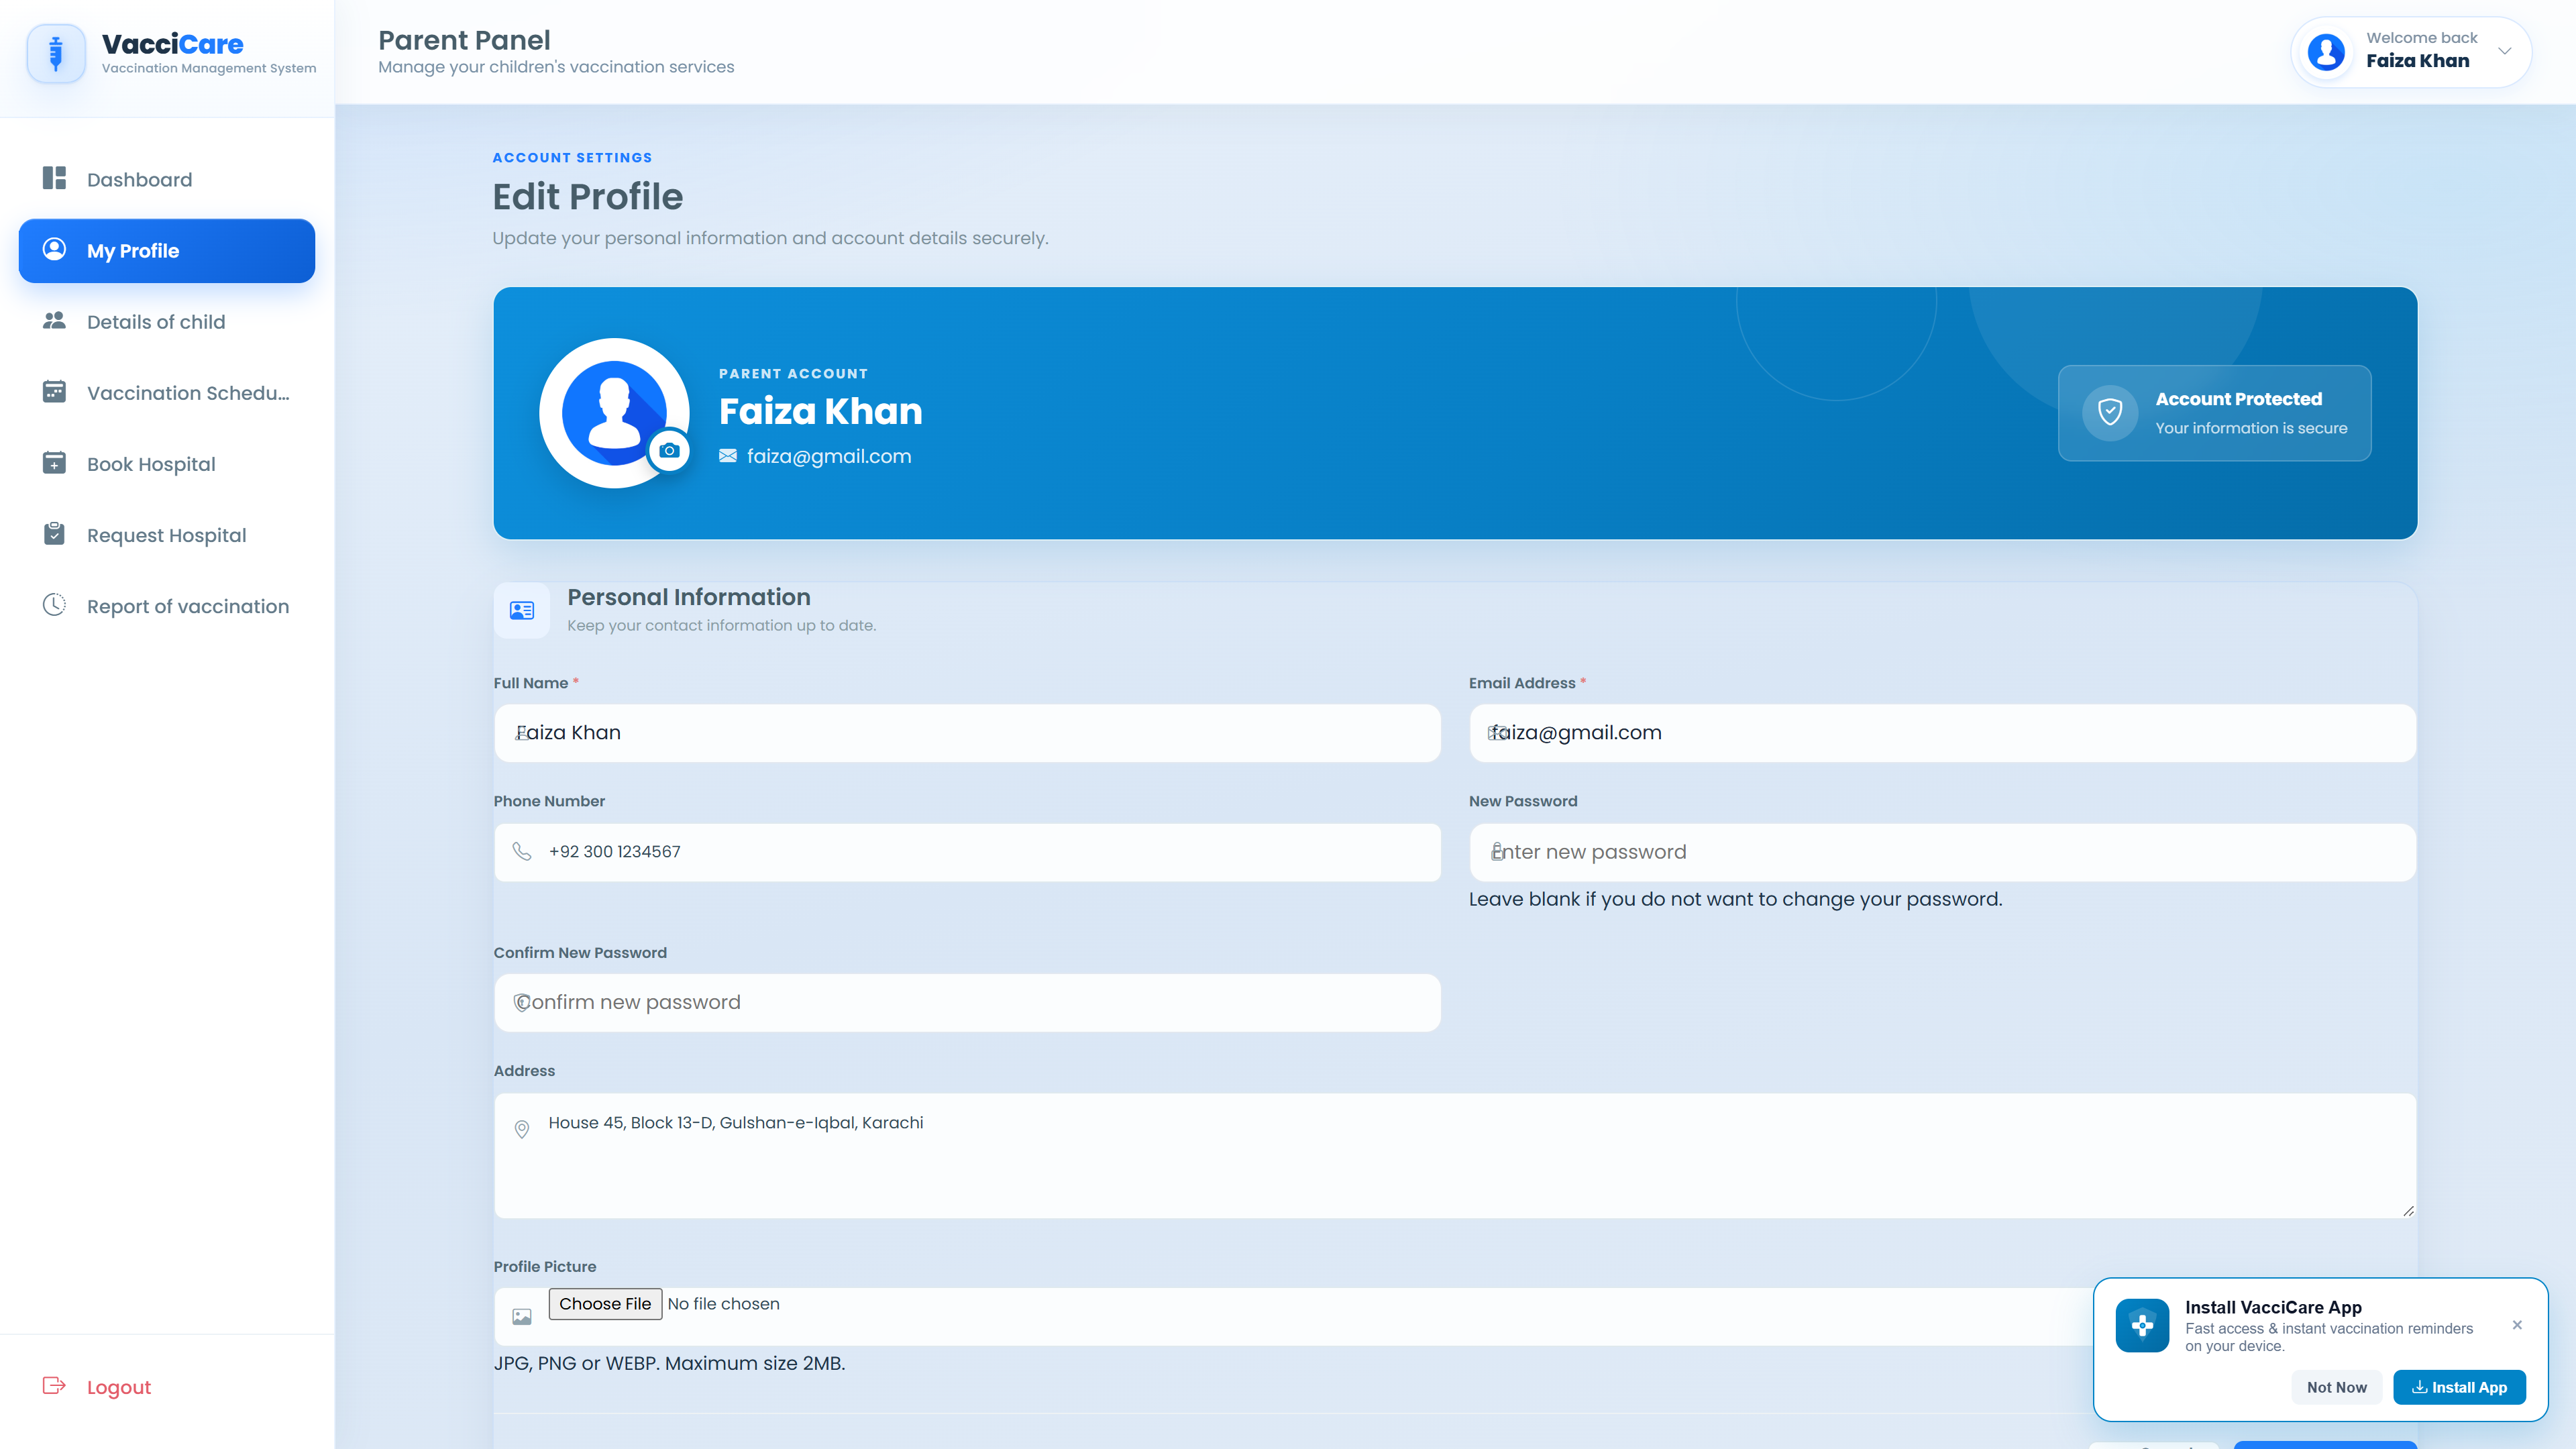 VacciCare
Vaccination Management System
Parent Panel
Manage your children's vaccination services
Welcome back
Faiza Khan
Dashboard
My Profile
Details of child
Vaccination Schedu...
Book Hospital
Request Hospital
Report of vaccination
Logout
ACCOUNT SETTINGS
Edit Profile
Update your personal information and account details securely.
PARENT ACCOUNT
Faiza Khan
faiza@gmail.com
Account Protected
Your information is secure
Personal Information
Keep your contact information up to date.
Full Name *
Faiza Khan
Email Address *
faiza@gmail.com
Phone Number
+92 300 1234567
New Password
Enter new password
Leave blank if you do not want to change your password.
Confirm New Password
Confirm new password
Address
House 45, Block 13-D, Gulshan-e-Iqbal, Karachi
Profile Picture
Choose File No file chosen
JPG, PNG or WEBP. Maximum size 2MB.
Install VacciCare App
Fast access & instant vaccination reminders
on your device.
Not Now
Install App